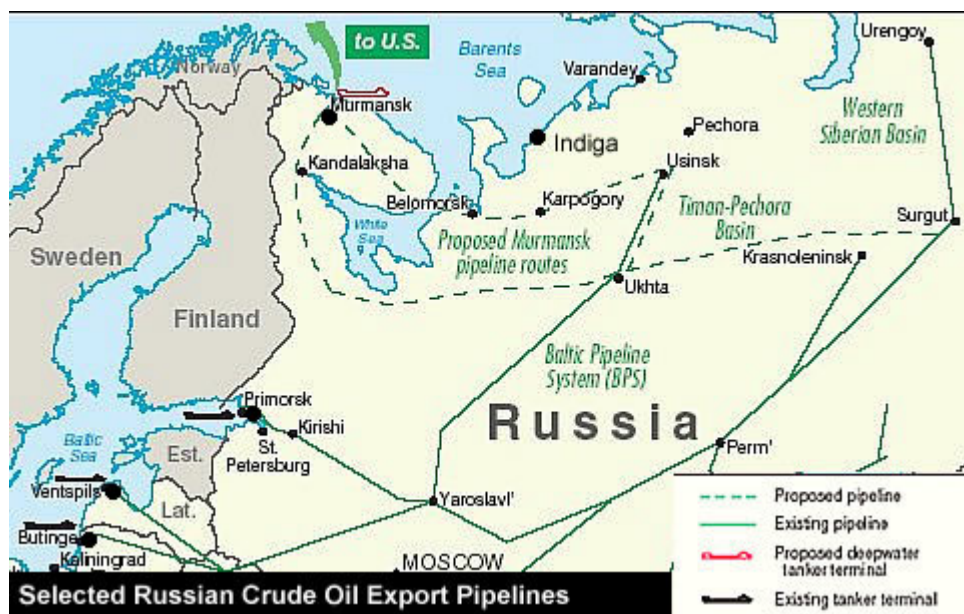 to U.S.
Barents
Sea
Urengoy
Norway
Varandey
Murmansk
Western
Siberian Basin
Indiga
Pechora
Kandalaksha
Usinsk
Belomorsk
Karpogory
Timan-Pechora
Basin
Surgut
White
Sea
Proposed Murmansk
pipeline routes
Krasnoleninsk
Sweden
Ukhta
Finland
Baltic Pipeline
System (BPS)
Primorsk
Russia
Kirishi
St.
Petersburg
Perm'
Baltic
Sea
Est.
Ventspils
Yaroslavl'
Lat.
Butinge
Kaliningrad
MOSCOW
Proposed pipeline
Existing pipeline
Proposed deepwater
tanker terminal
Existing tanker terminal
Selected Russian Crude Oil Export Pipelines